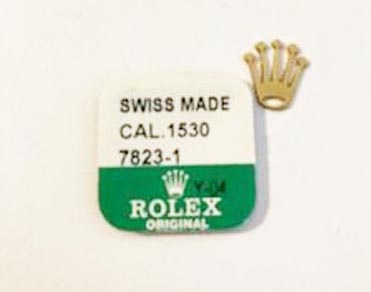 SWISS MADE
CAL.1530
7823-1
Y-04
ROLEX
ORIGINAL